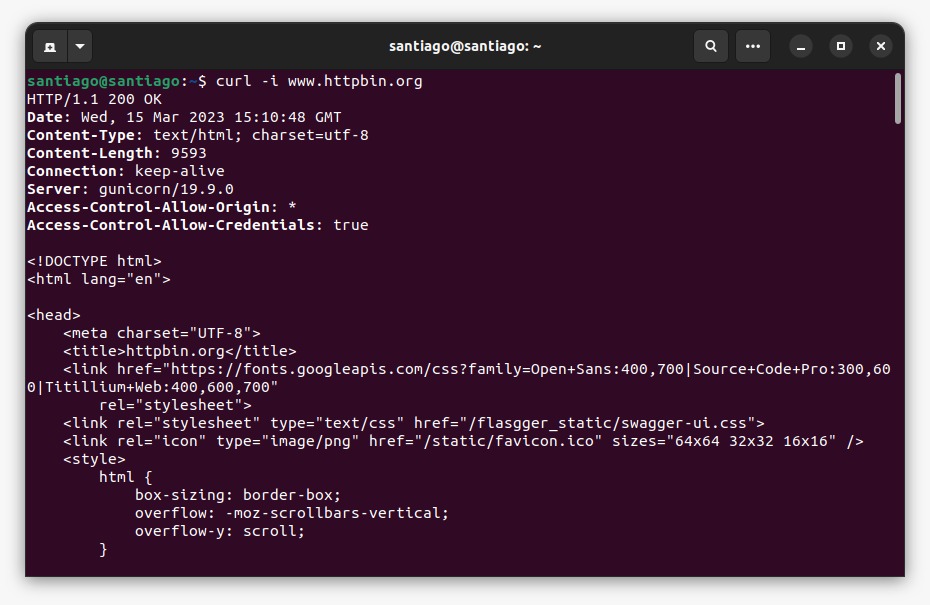 santiago@santiago: ~
santiago@santiago:~$ curl -i www.httpbin.org
HTTP/1.1 200 OK
Date: Wed, 15 Mar 2023 15:10:48 GMT
Content-Type: text/html; charset=utf-8
Content-Length: 9593
Connection: keep-alive
Server: gunicorn/19.9.0
Access-Control-Allow-Origin: *
Access-Control-Allow-Credentials: true

<!DOCTYPE html>
<html lang="en">

<head>
    <meta charset="UTF-8">
    <title>httpbin.org</title>
    <link href="https://fonts.googleapis.com/css?family=Open+Sans:400,700|Source+Code+Pro:300,60
0|Titillium+Web:400,600,700"
        rel="stylesheet">
    <link rel="stylesheet" type="text/css" href="/flasgger_static/swagger-ui.css">
    <link rel="icon" type="image/png" href="/static/favicon.ico" sizes="64x64 32x32 16x16" />
    <style>
        html {
            box-sizing: border-box;
            overflow: -moz-scrollbars-vertical;
            overflow-y: scroll;
        }